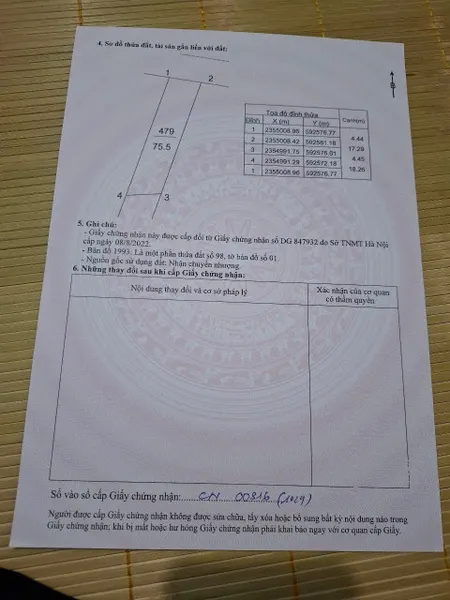 4. Sơ đồ thửa đất, tài sản gắn liền với đất:
1
2
479
75.5
4
3
Toạ độ đỉnh thửa
Đỉnh X (m) Y (m) Cạnh(m)
1 2355008.96 592576.77
4.44
2 2355008.42 592581.18
17.29
3 2354991.75 592576.61
4.45
4 2354991.29 592572.18
18.26
1 2355008.96 592576.77
5. Ghi chú:
- Giấy chứng nhận này được cấp đổi từ Giấy chứng nhận số DG 847932 do Sở TNMT Hà Nội
cấp ngày 08/8/2022.
- Bản đồ 1993: Là một phần thửa đất số 98, tờ bản đồ số 01.
- Nguồn gốc sử dụng đất: Nhận chuyển nhượng.
6. Những thay đổi sau khi cấp Giấy chứng nhận:
Nội dung thay đổi và cơ sở pháp lý
Xác nhận của cơ quan
có thẩm quyền
Số vào sổ cấp Giấy chứng nhận: CN 00816 (1029)
Người được cấp Giấy chứng nhận không được sửa chữa, tẩy xóa hoặc bổ sung bất kỳ nội dung nào trong
Giấy chứng nhận; khi bị mất hoặc hư hỏng Giấy chứng nhận phải khai báo ngay với cơ quan cấp Giấy.